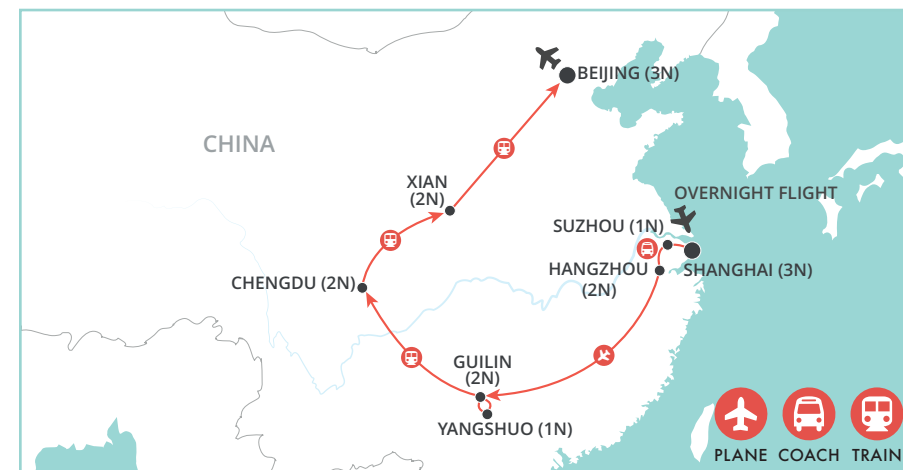 BEIJING (3N)
CHINA
XIAN
(2N)
OVERNIGHT FLIGHT
SUZHOU (1N)
HANGZHOU
(2N)
SHANGHAI (3N)
CHENGDU (2N)
GUILIN
(2N)
YANGSHUO (1N)
PLANE COACH TRAIN